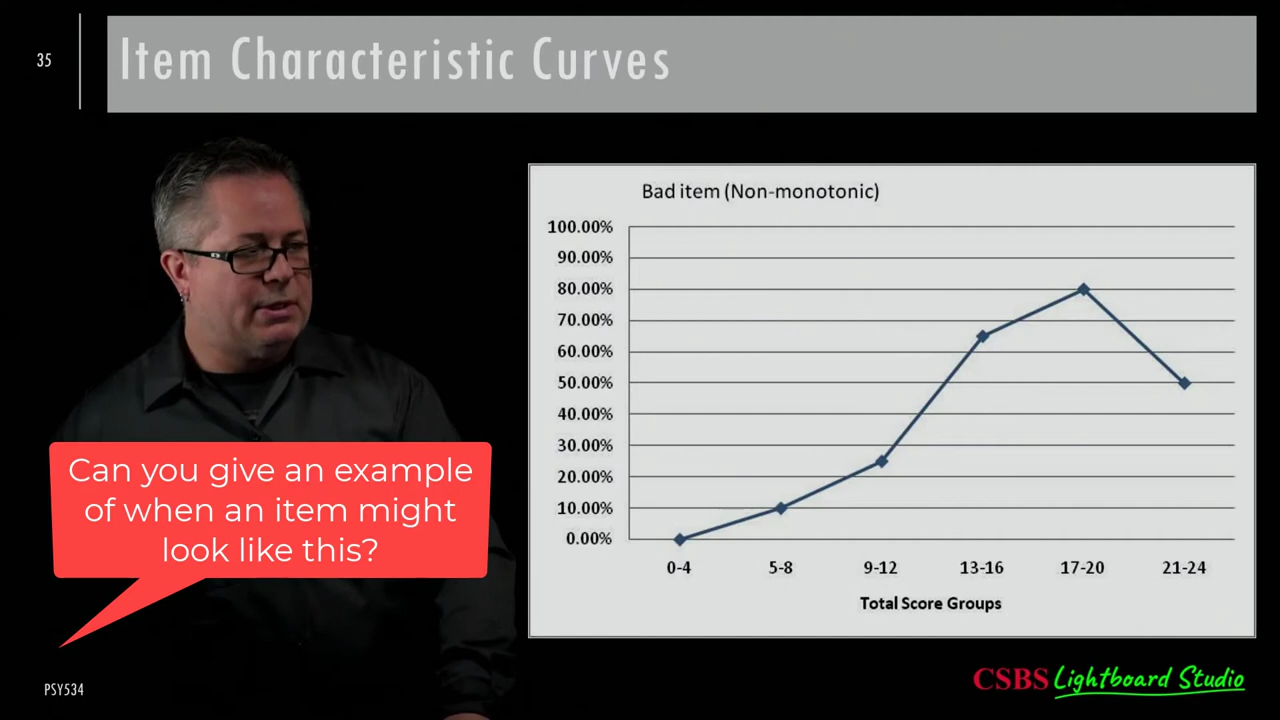 35
Item Characteristic Curves
Bad item (Non-monotonic)
100.00%
90.00%
80.00%
70.00%
60.00%
50.00%
40.00%
30.00%
20.00%
10.00%
0.00%
0-4 5-8 9-12 13-16 17-20 21-24
Total Score Groups
Can you give an example
of when an item might
look like this?
PSY534
CSBS Lightboard Studio